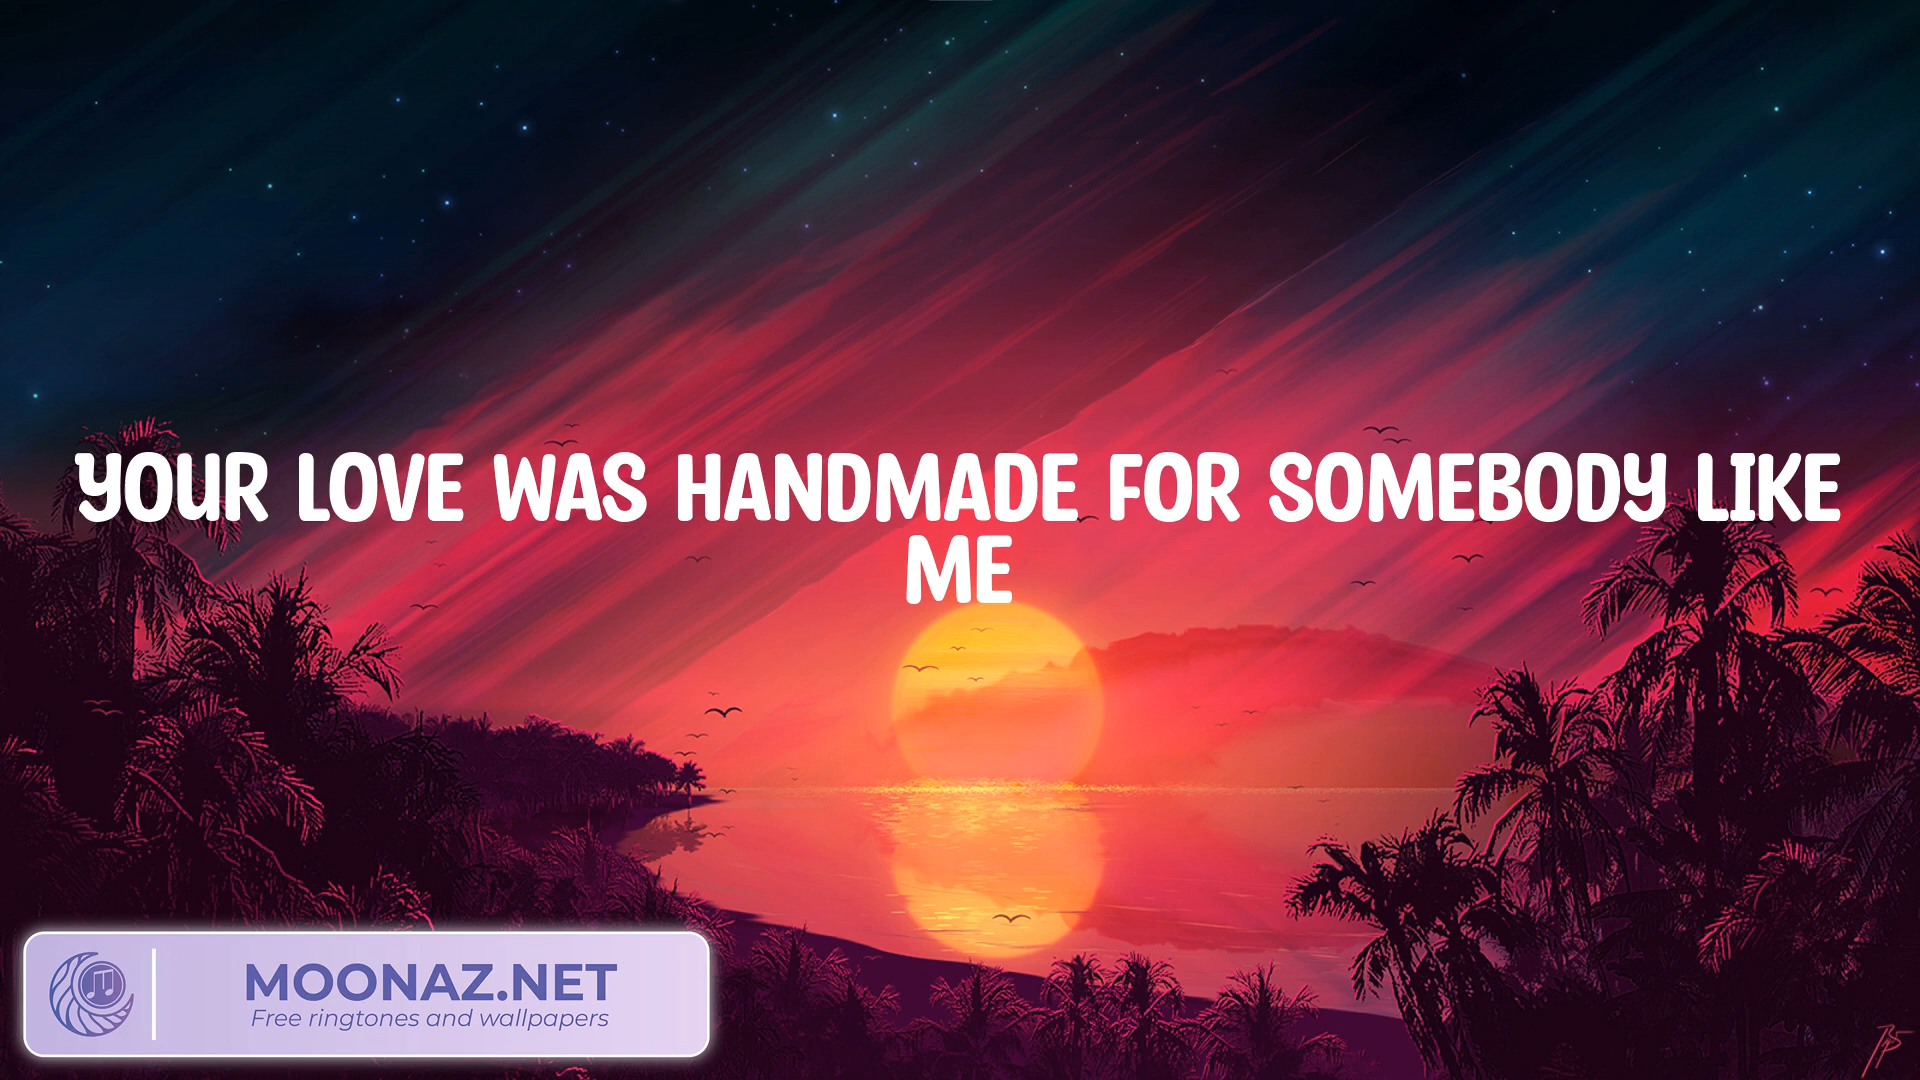 YOUR LOVE WAS HANDMADE FOR SOMEBODY LIKE
ME
MOONAZ.NET
Free ringtones and wallpapers